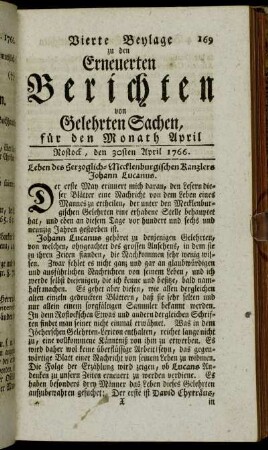 Vierte Beylage 169
zu den
Erneuerten
Berichten
von
Gelehrten Sachen,
für den Monath April
Rostock, den 30sten April 1766.
Leben des Herzoglich-Mecklenburgischen Kanzlers
Johann Lucanus.
Der erste May erinnert mich daran, den Lesern die-
ser Blätter eine Nachricht von dem Leben eines
Mannes zu ertheilen, der unter den Mecklenbur-
gischen Gelehrten eine erhabene Stelle behaup-
tet hat, und eben an diesem Tage vor hundert und sechs und
neunzig Jahren gestorben ist.
Johann Lucanus gehöret zu denjenigen Gelehrten,
von welchen, ohngeachtet des grossen Ansehens, in dem sie
zu ihren Zeiten standen, die Nachkommen sehr wenig wis-
sen. Zwar fehlet es nicht ganz und gar an glaubwürdigen
und ausführlichen Nachrichten von seinem Leben, und ich
werde selbst diejenigen, die ich kenne und besitze, bald nam-
haft machen. Es gehet aber diesen, wie allen dergleichen
alten einzeln gedruckten Blättern, daß sie sehr selten und
nur allein einem sorgfältigen Sammler bekannt werden.
In dem Rostockschen Etwas und andern dergleichen Schrif-
ten findet man seiner nicht einmal erwähnet. Was in dem
Jöcherschen Gelehrten-Lexicon enthalten, reichet lange nicht
zu, eine vollkommene Känntniß von ihm zu erwerben. Es
wird daher wol keine überflüßige Arbeit seyn, das gegen-
wärtige Blatt einer Nachricht von seinem Leben zu widmen.
Die Folge der Erzählung wird zeigen, ob Lucans An-
denken zu unsern Zeiten erneuert zu werden verdiene. Es
haben besonders drey Männer das Leben dieses Gelehrten
aufzubewahren gesuchet: Der erste ist David Chyträus,
X in